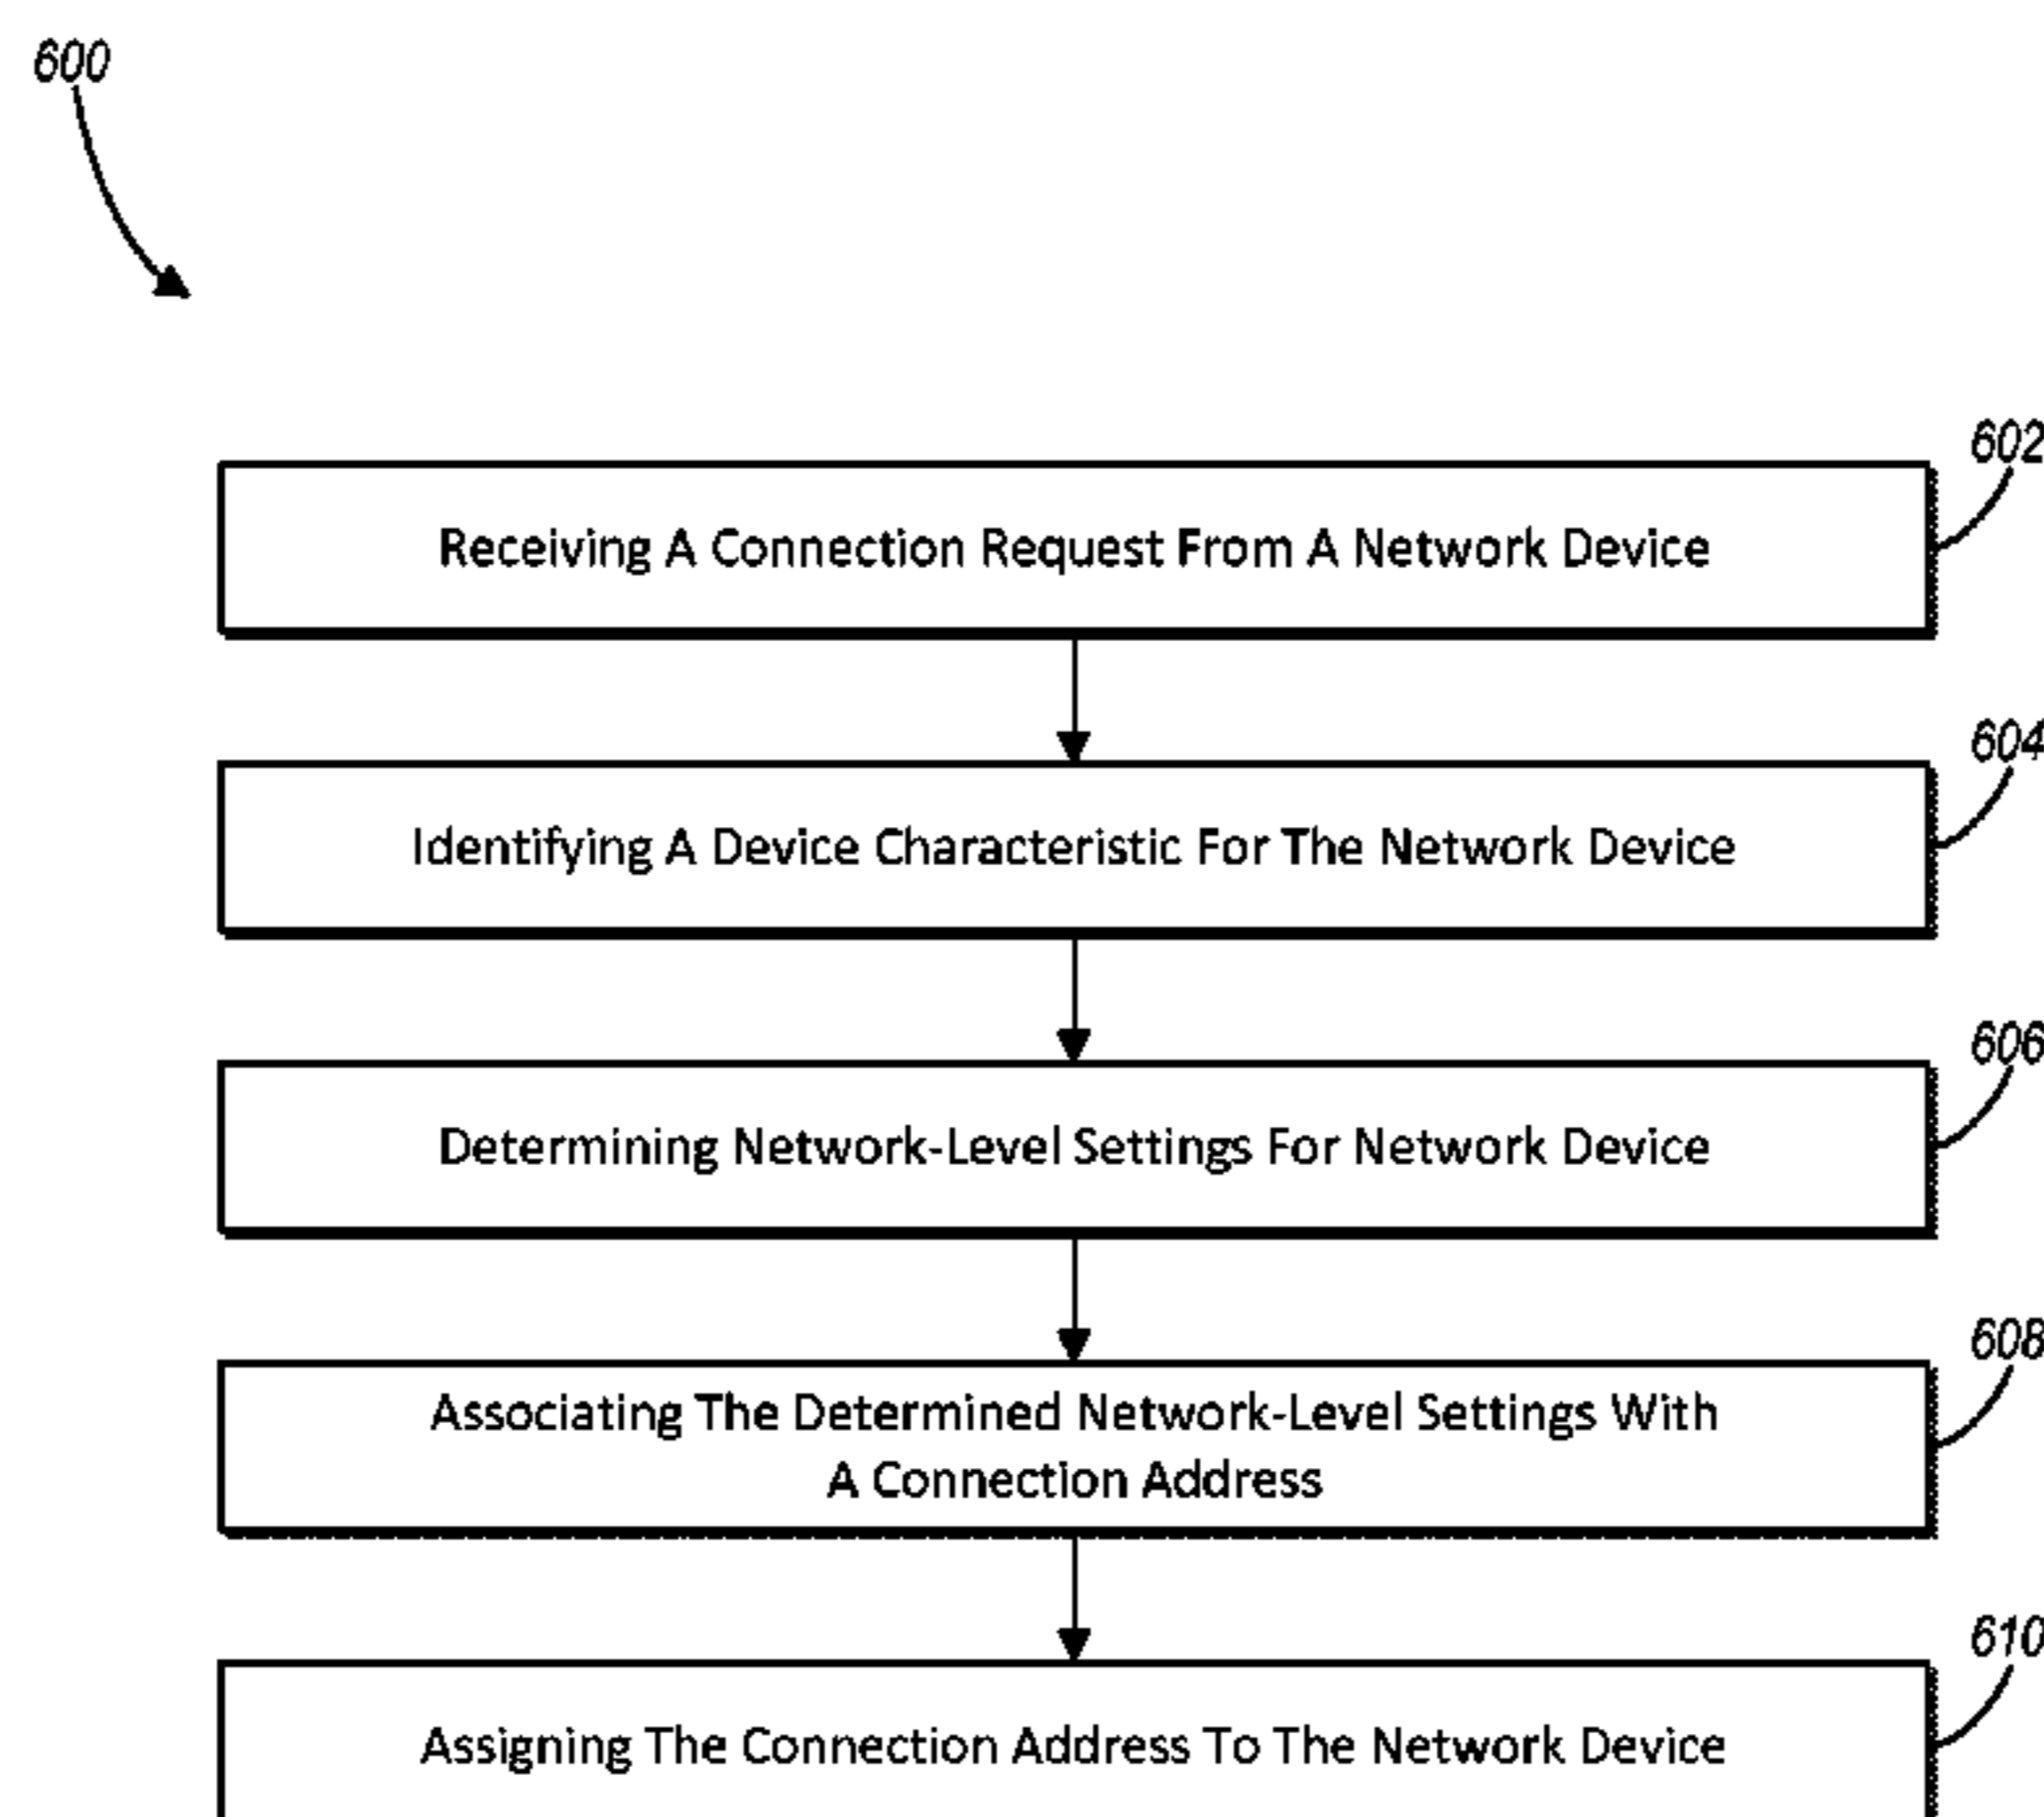 600
602
Receiving A Connection Request From A Network Device
604
Identifying A Device Characteristic For The Network Device
606
Determining Network-Level Settings For Network Device
608
Associating The Determined Network-Level Settings With
A Connection Address
610
Assigning The Connection Address To The Network Device